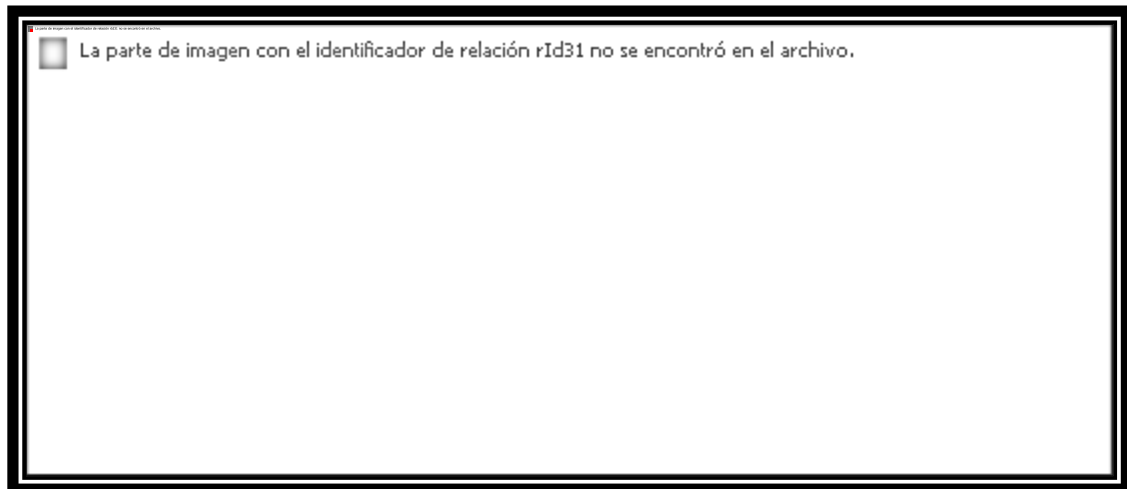 La parte de imagen con el identificador de relación rId31 no se encontró en el archivo.